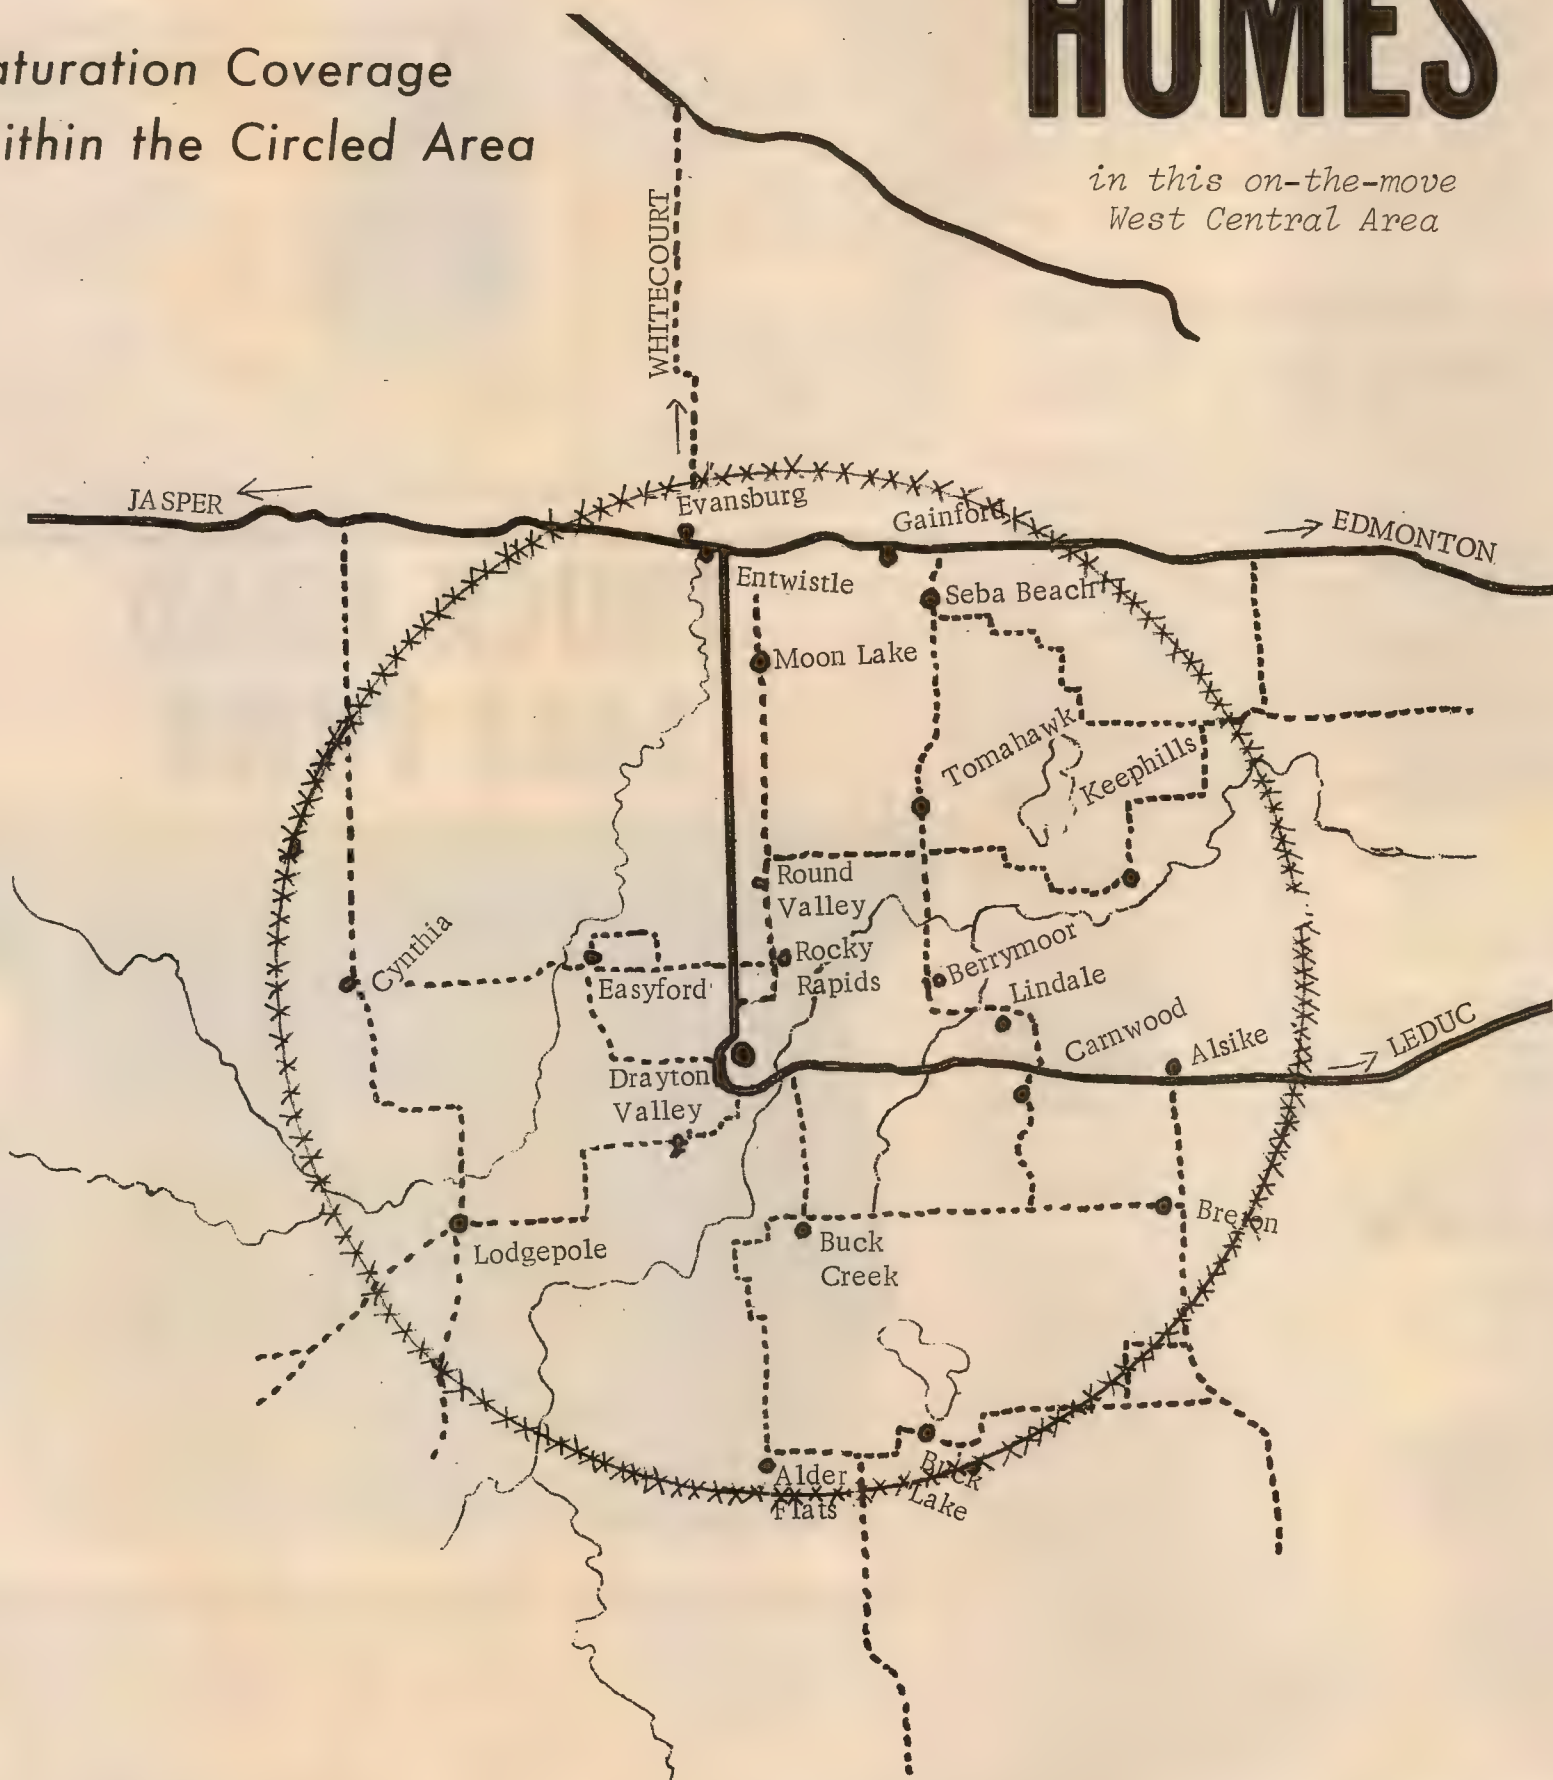 aturation Coverage
ithin the Circled Area
HOMES
in this on-the-move
West Central Area
WHITECOURT
JASPER
Evansburg
Gainford
EDMONTON
Entwistle
Seba Beach
Moon Lake
Tomahawk
Keephills
Round
Valley
Cynthia
Rocky
Rapids
Berrymoor
Easyford
Lindale
Carnwood
Alsike
LEDUC
Drayton
Valley
Breton
Buck
Creek
Lodgepole
Buck
Lake
Alder
Flats